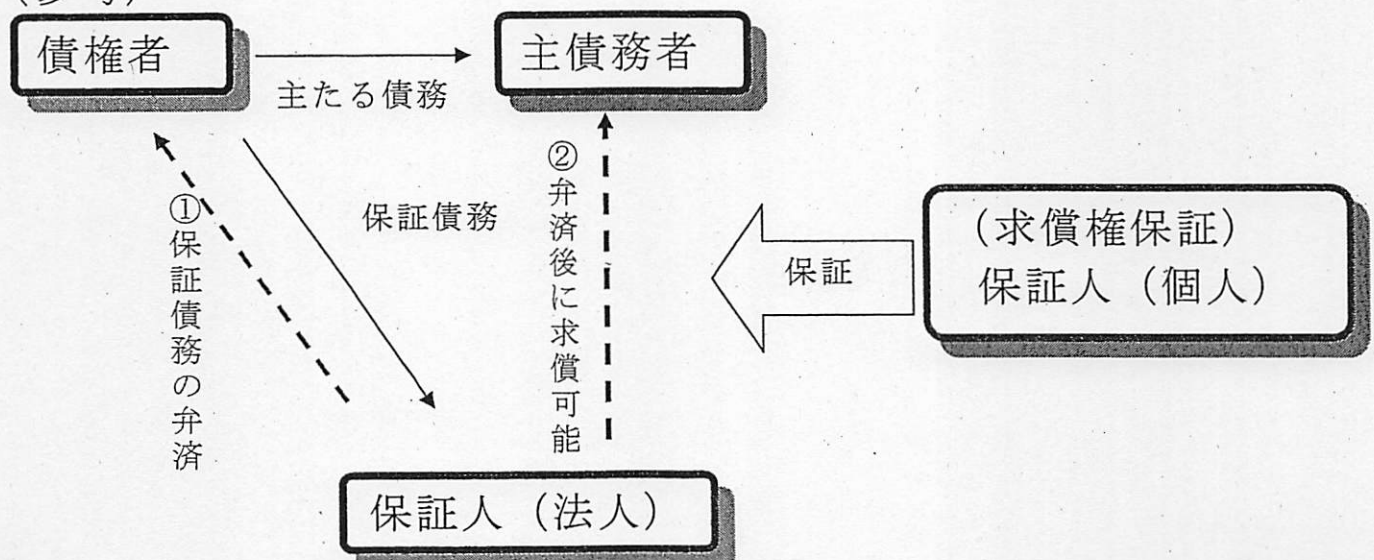 債権者
主債務者
主たる債務
保証債務
①保証債務の弁済
②弁済後に求償可能
保証
(求償権保証)
保証人(個人)
保証人(法人)